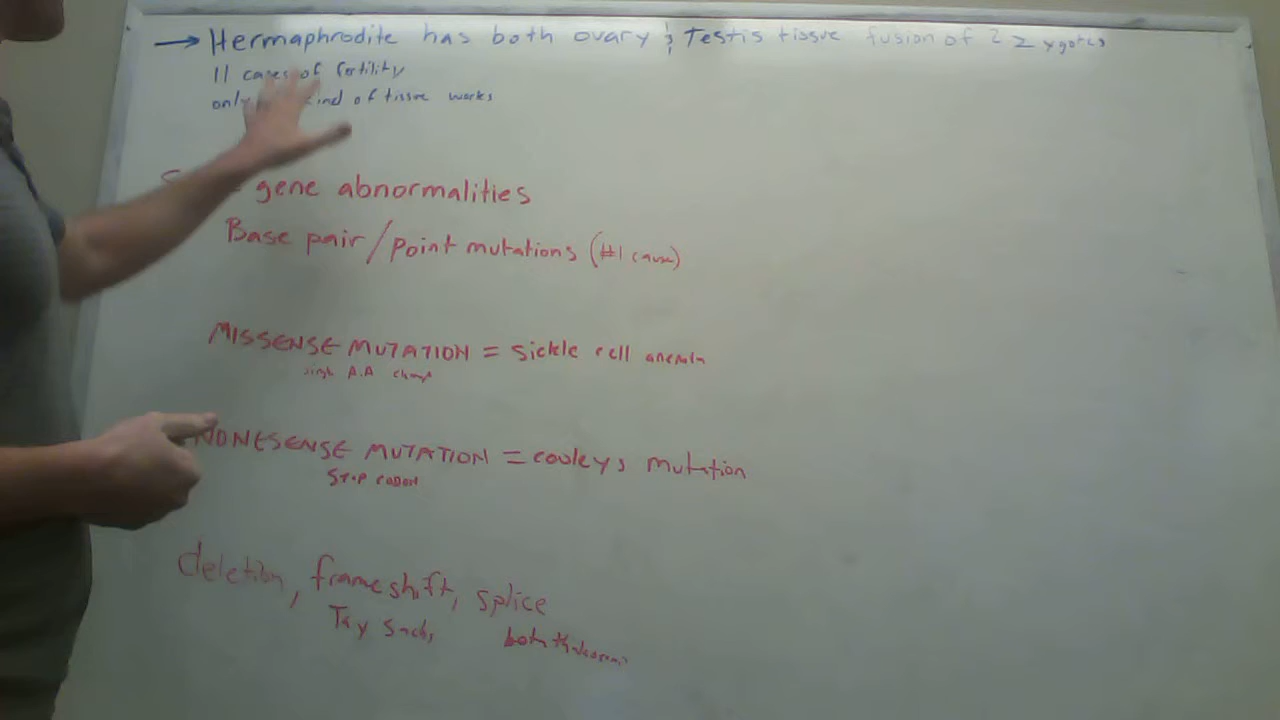 → Hermaphrodite has both ovary & Testis tissue fusion of 2 zygotes
11 cases of fertility
only kind of tissue works
gene abnormalities
Base pair/point mutations (#1 cause)
MISSENSE MUTATION = sickle cell
A.A
NONESENSE MUTATION = cooleys mutation
STOP CODON
deletion, frameshift, splice
Tay Sachs both